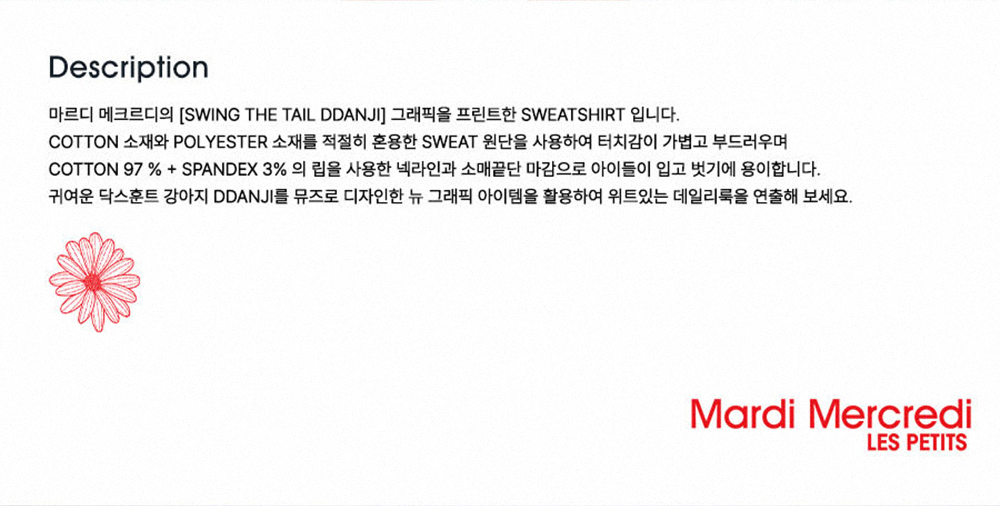 Description
마르디 메크르디의 [SWING THE TAIL DDANJI] 그래픽을 프린트한 SWEATSHIRT 입니다.
COTTON 소재와 POLYESTER 소재를 적절히 혼용한 SWEAT 원단을 사용하여 터치감이 가볍고 부드러우며
COTTON 97 % + SPANDEX 3% 의 립을 사용한 넥라인과 소매끝단 마감으로 아이들이 입고 벗기에 용이합니다.
귀여운 닥스훈트 강아지 DDANJI를 뮤즈로 디자인한 뉴 그래픽 아이템을 활용하여 위트있는 데일리룩을 연출해 보세요.
Mardi Mercredi
LES PETITS